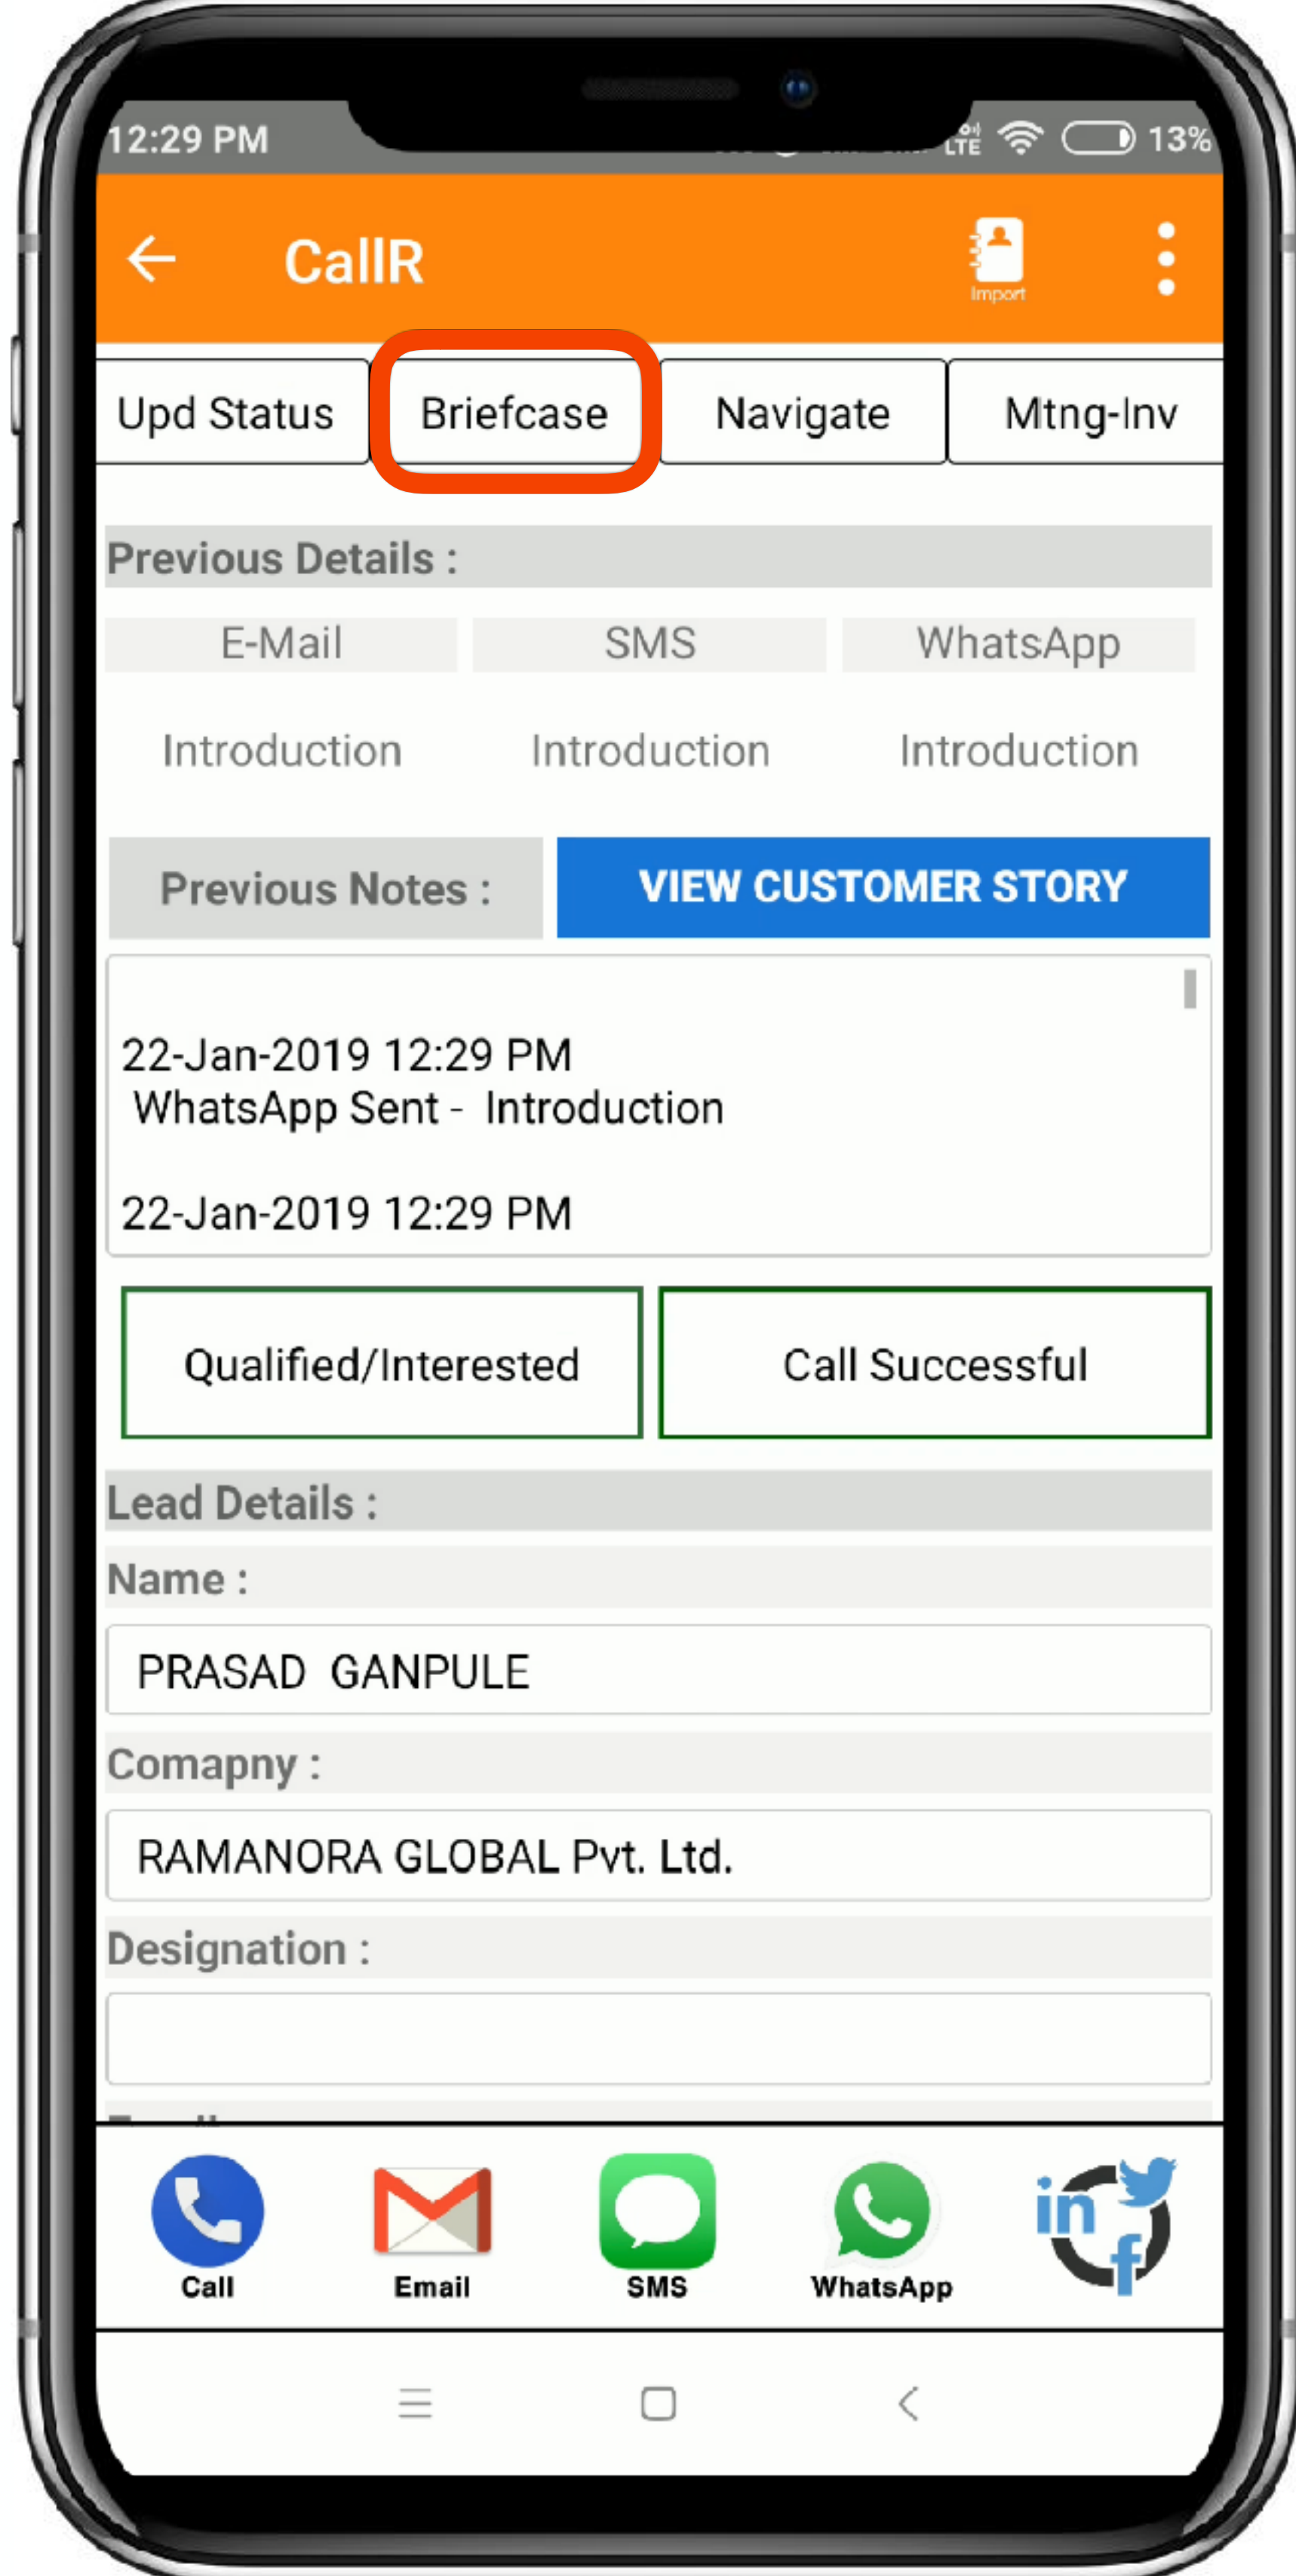 12:29 PM LTE 13%
CallR
Import
Upd Status Briefcase Navigate Mtng-Inv
Previous Details :
E-Mail SMS WhatsApp
Introduction Introduction Introduction
Previous Notes : VIEW CUSTOMER STORY
22-Jan-2019 12:29 PM
WhatsApp Sent - Introduction
22-Jan-2019 12:29 PM
Qualified/Interested Call Successful
Lead Details :
Name :
PRASAD GANPULE
Comapny :
RAMANORA GLOBAL Pvt. Ltd.
Designation :
in
f
Call Email SMS WhatsApp